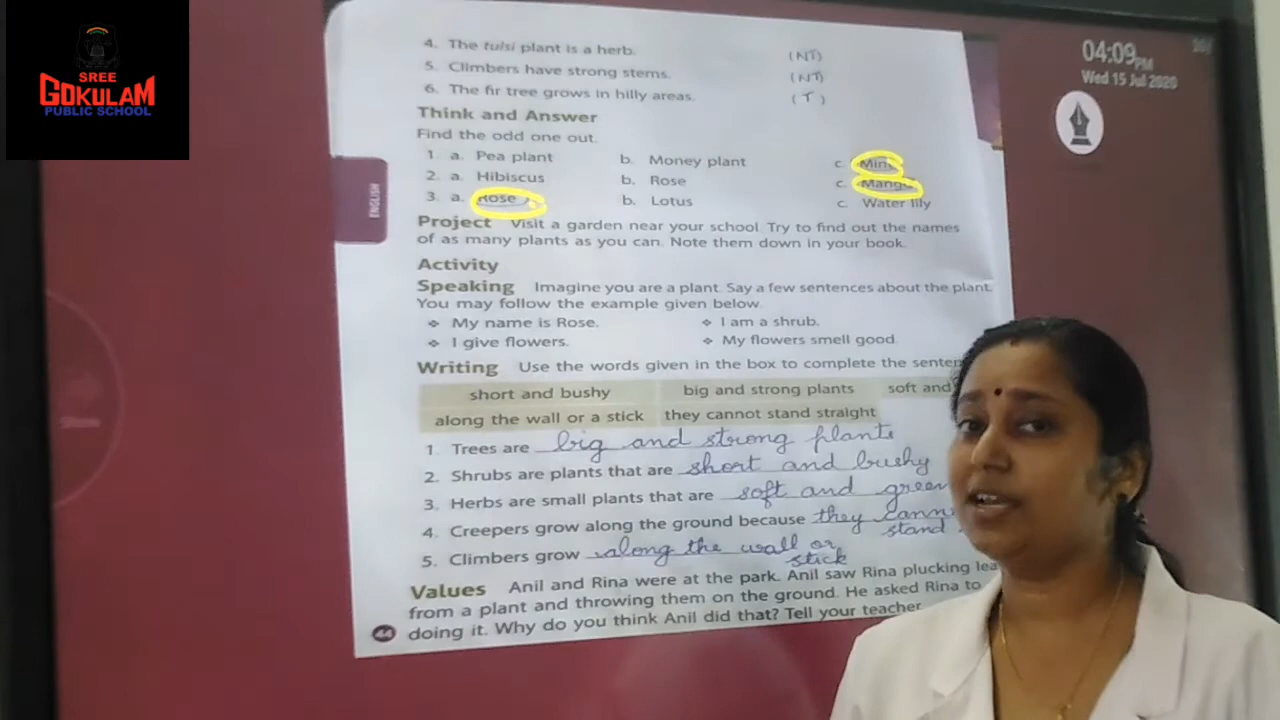 SREE
GOKULAM
PUBLIC SCHOOL
04:09PM
Wed 15 Jul 2020
ENGLISH
4. The tulsi plant is a herb. (NT)
5. Climbers have strong stems. (NT)
6. The fir tree grows in hilly areas. (T)
Think and Answer
Find the odd one out.
1. a. Pea plant b. Money plant c. Mint
2. a. Hibiscus b. Rose c. Mango
3. a. Rose b. Lotus c. Water lily
Project Visit a garden near your school. Try to find out the names
of as many plants as you can. Note them down in your book.
Activity
Speaking Imagine you are a plant. Say a few sentences about the plant.
You may follow the example given below.
❖ My name is Rose. ❖ I am a shrub.
❖ I give flowers. ❖ My flowers smell good.
Writing Use the words given in the box to complete the senten
short and bushy big and strong plants soft and
along the wall or a stick they cannot stand straight
1. Trees are big and strong plants
2. Shrubs are plants that are short and bushy
3. Herbs are small plants that are soft and green
4. Creepers grow along the ground because they cann
stand
5. Climbers grow along the wall or
stick
Values Anil and Rina were at the park. Anil saw Rina plucking lea
from a plant and throwing them on the ground. He asked Rina to
doing it. Why do you think Anil did that? Tell your teacher
44